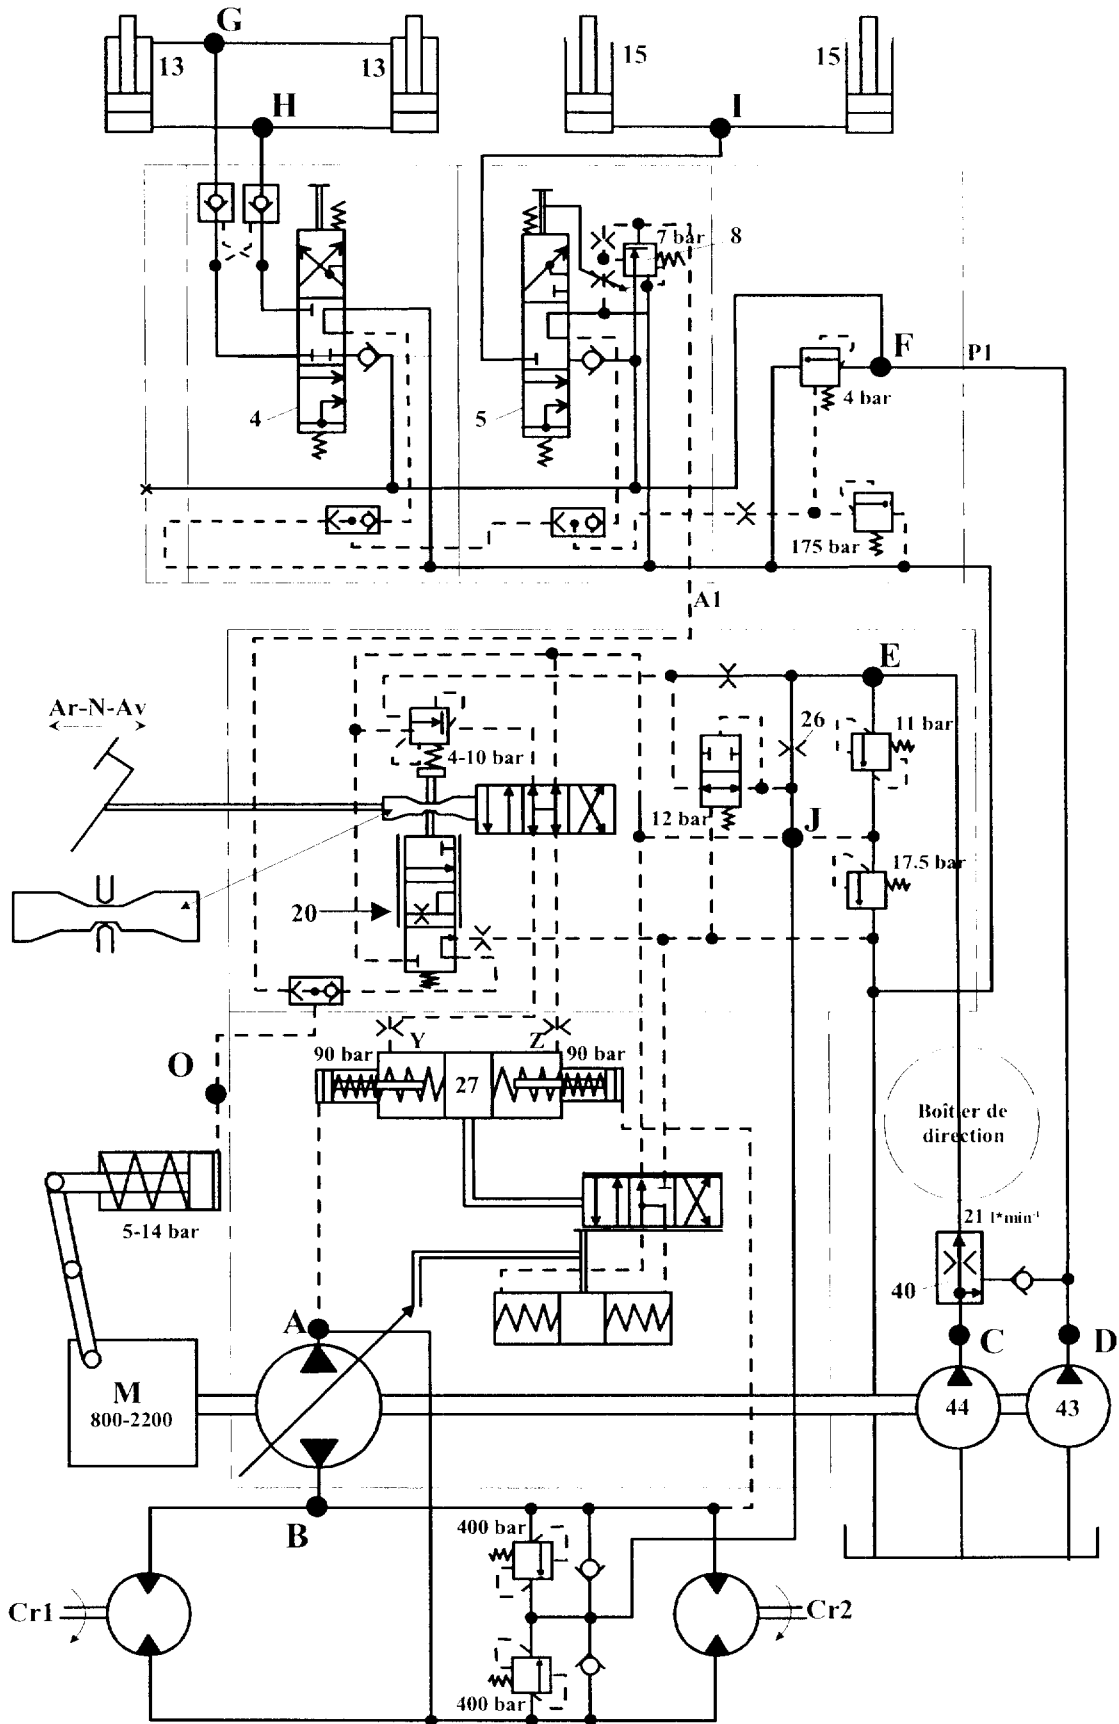 G
13
13
15
15
H
I
7 bar
8
F
P1
4 bar
4
5
175 bar
A1
E
Ar-N-Av
26
11 bar
4-10 bar
12 bar
J
17.5 bar
20
Y
Z
90 bar
90 bar
O
27
Boîtier de
direction
5-14 bar
21 l*min⁻¹
40
A
C
D
M
800-2200
44
43
B
400 bar
Cr1
Cr2
400 bar